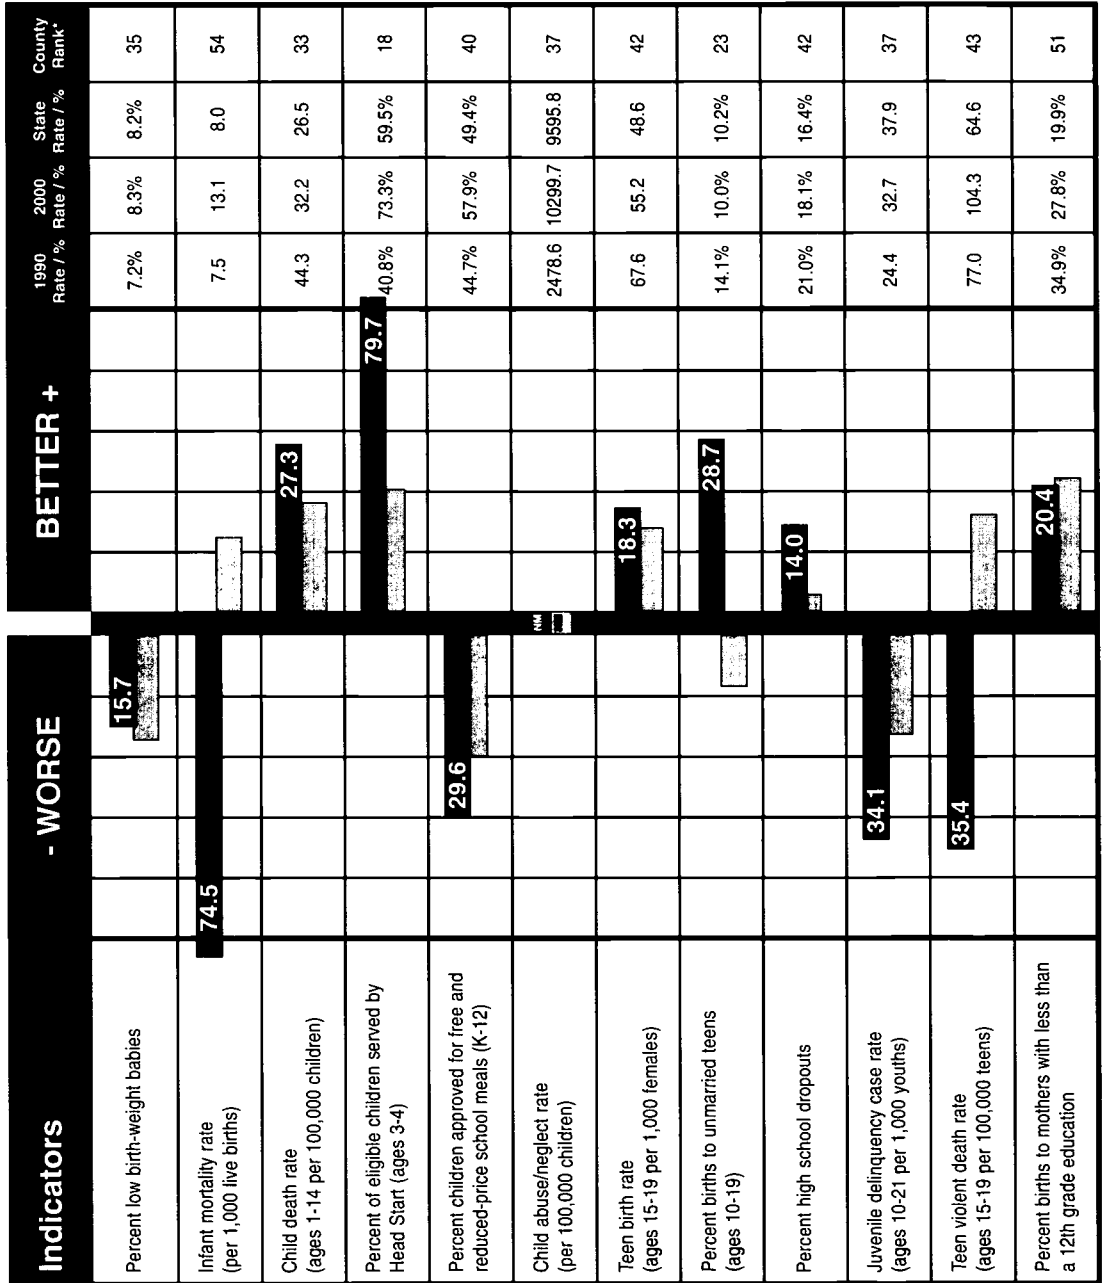 Indicators - WORSE BETTER + 1990 Rate / % 2000 Rate / % State Rate / % County Rank*
Percent low birth-weight babies 15.7 7.2% 8.3% 8.2% 35
Infant mortality rate
(per 1,000 live births) 74.5 7.5 13.1 8.0 54
Child death rate
(ages 1-14 per 100,000 children) 27.3 44.3 32.2 26.5 33
Percent of eligible children served by
Head Start (ages 3-4) 79.7 40.8% 73.3% 59.5% 18
Percent children approved for free and
reduced-price school meals (K-12) 29.6 44.7% 57.9% 49.4% 40
Child abuse/neglect rate
(per 100,000 children) NM 2478.6 10299.7 9595.8 37
Teen birth rate
(ages 15-19 per 1,000 females) 18.3 67.6 55.2 48.6 42
Percent births to unmarried teens
(ages 10-19) 28.7 14.1% 10.0% 10.2% 23
Percent high school dropouts 14.0 21.0% 18.1% 16.4% 42
Juvenile delinquency case rate
(ages 10-21 per 1,000 youths) 34.1 24.4 32.7 37.9 37
Teen violent death rate
(ages 15-19 per 100,000 teens) 35.4 77.0 104.3 64.6 43
Percent births to mothers with less than
a 12th grade education 20.4 34.9% 27.8% 19.9% 51